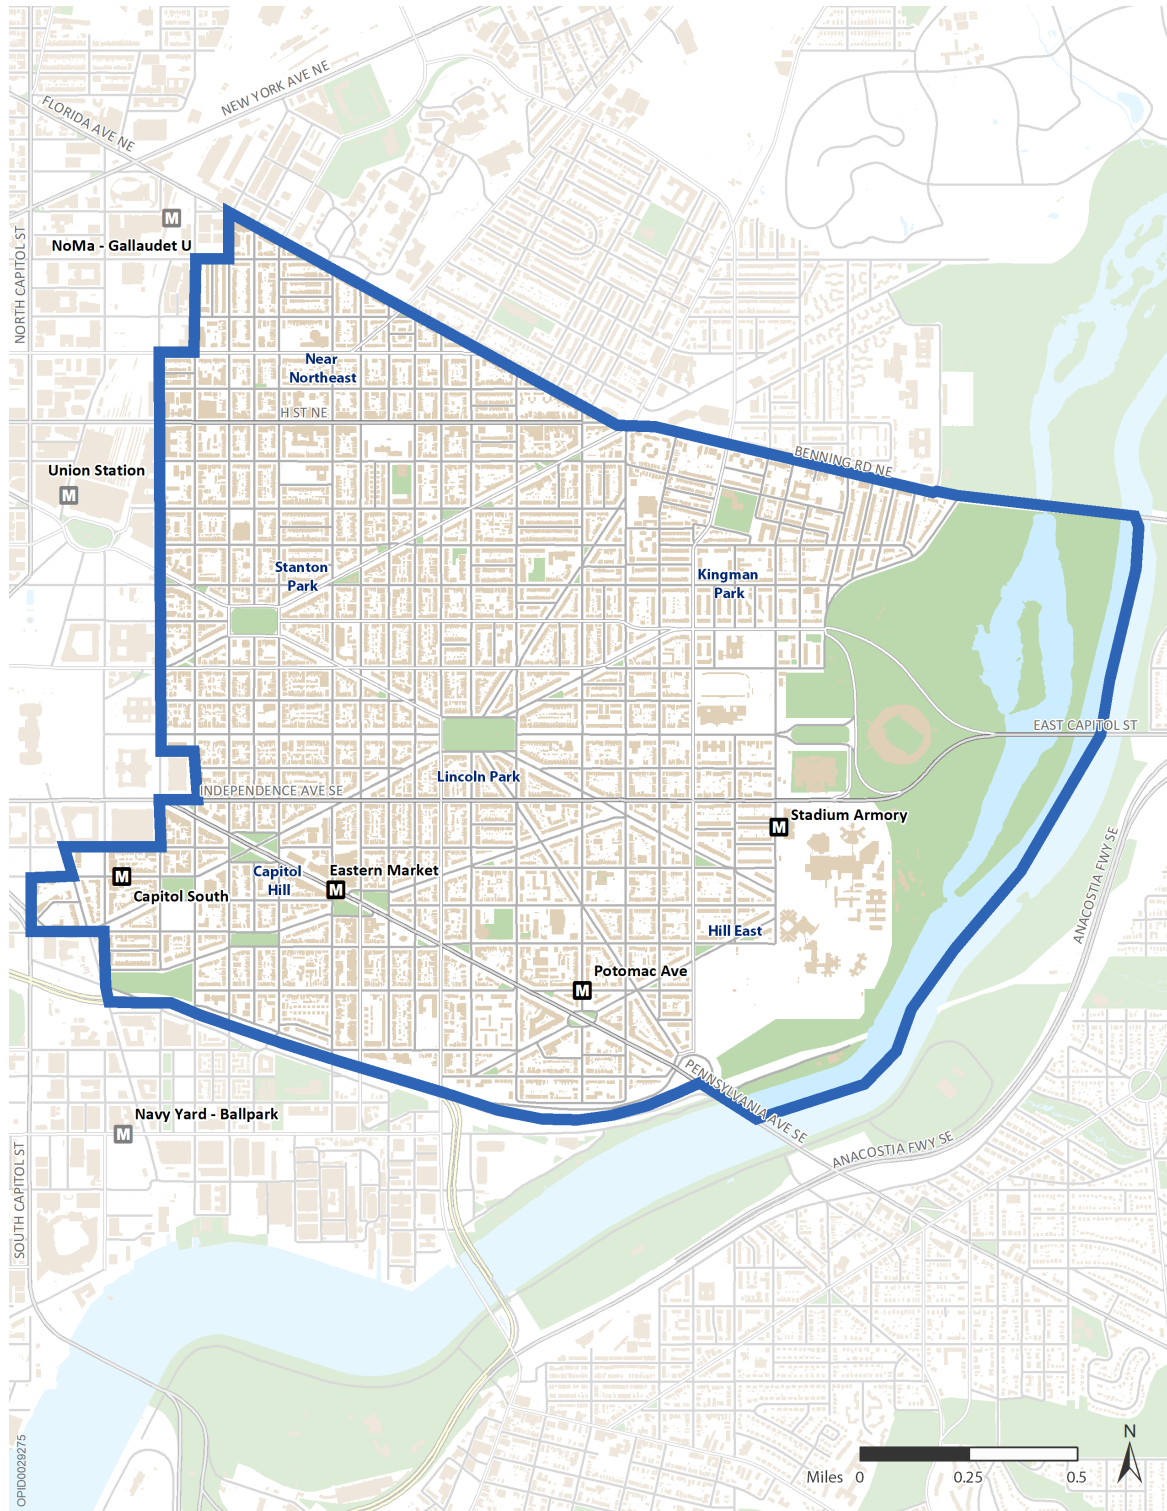 NEW YORK AVE NE
FLORIDA AVE NE
M
NoMa - Gallaudet U
NORTH CAPITOL ST
Near
Northeast
H ST NE
BENNING RD NE
Union Station
M
Stanton
Park
Kingman
Park
EAST CAPITOL ST
Lincoln Park
INDEPENDENCE AVE SE
Stadium Armory
M
Capitol
Hill
Eastern Market
M
M
Capitol South
ANACOSTIA FWY SE
Hill East
Potomac Ave
M
PENNSYLVANIA AVE SE
Navy Yard - Ballpark
M
ANACOSTIA FWY SE
SOUTH CAPITOL ST
N
Miles 0 0.25 0.5
OPID0029275